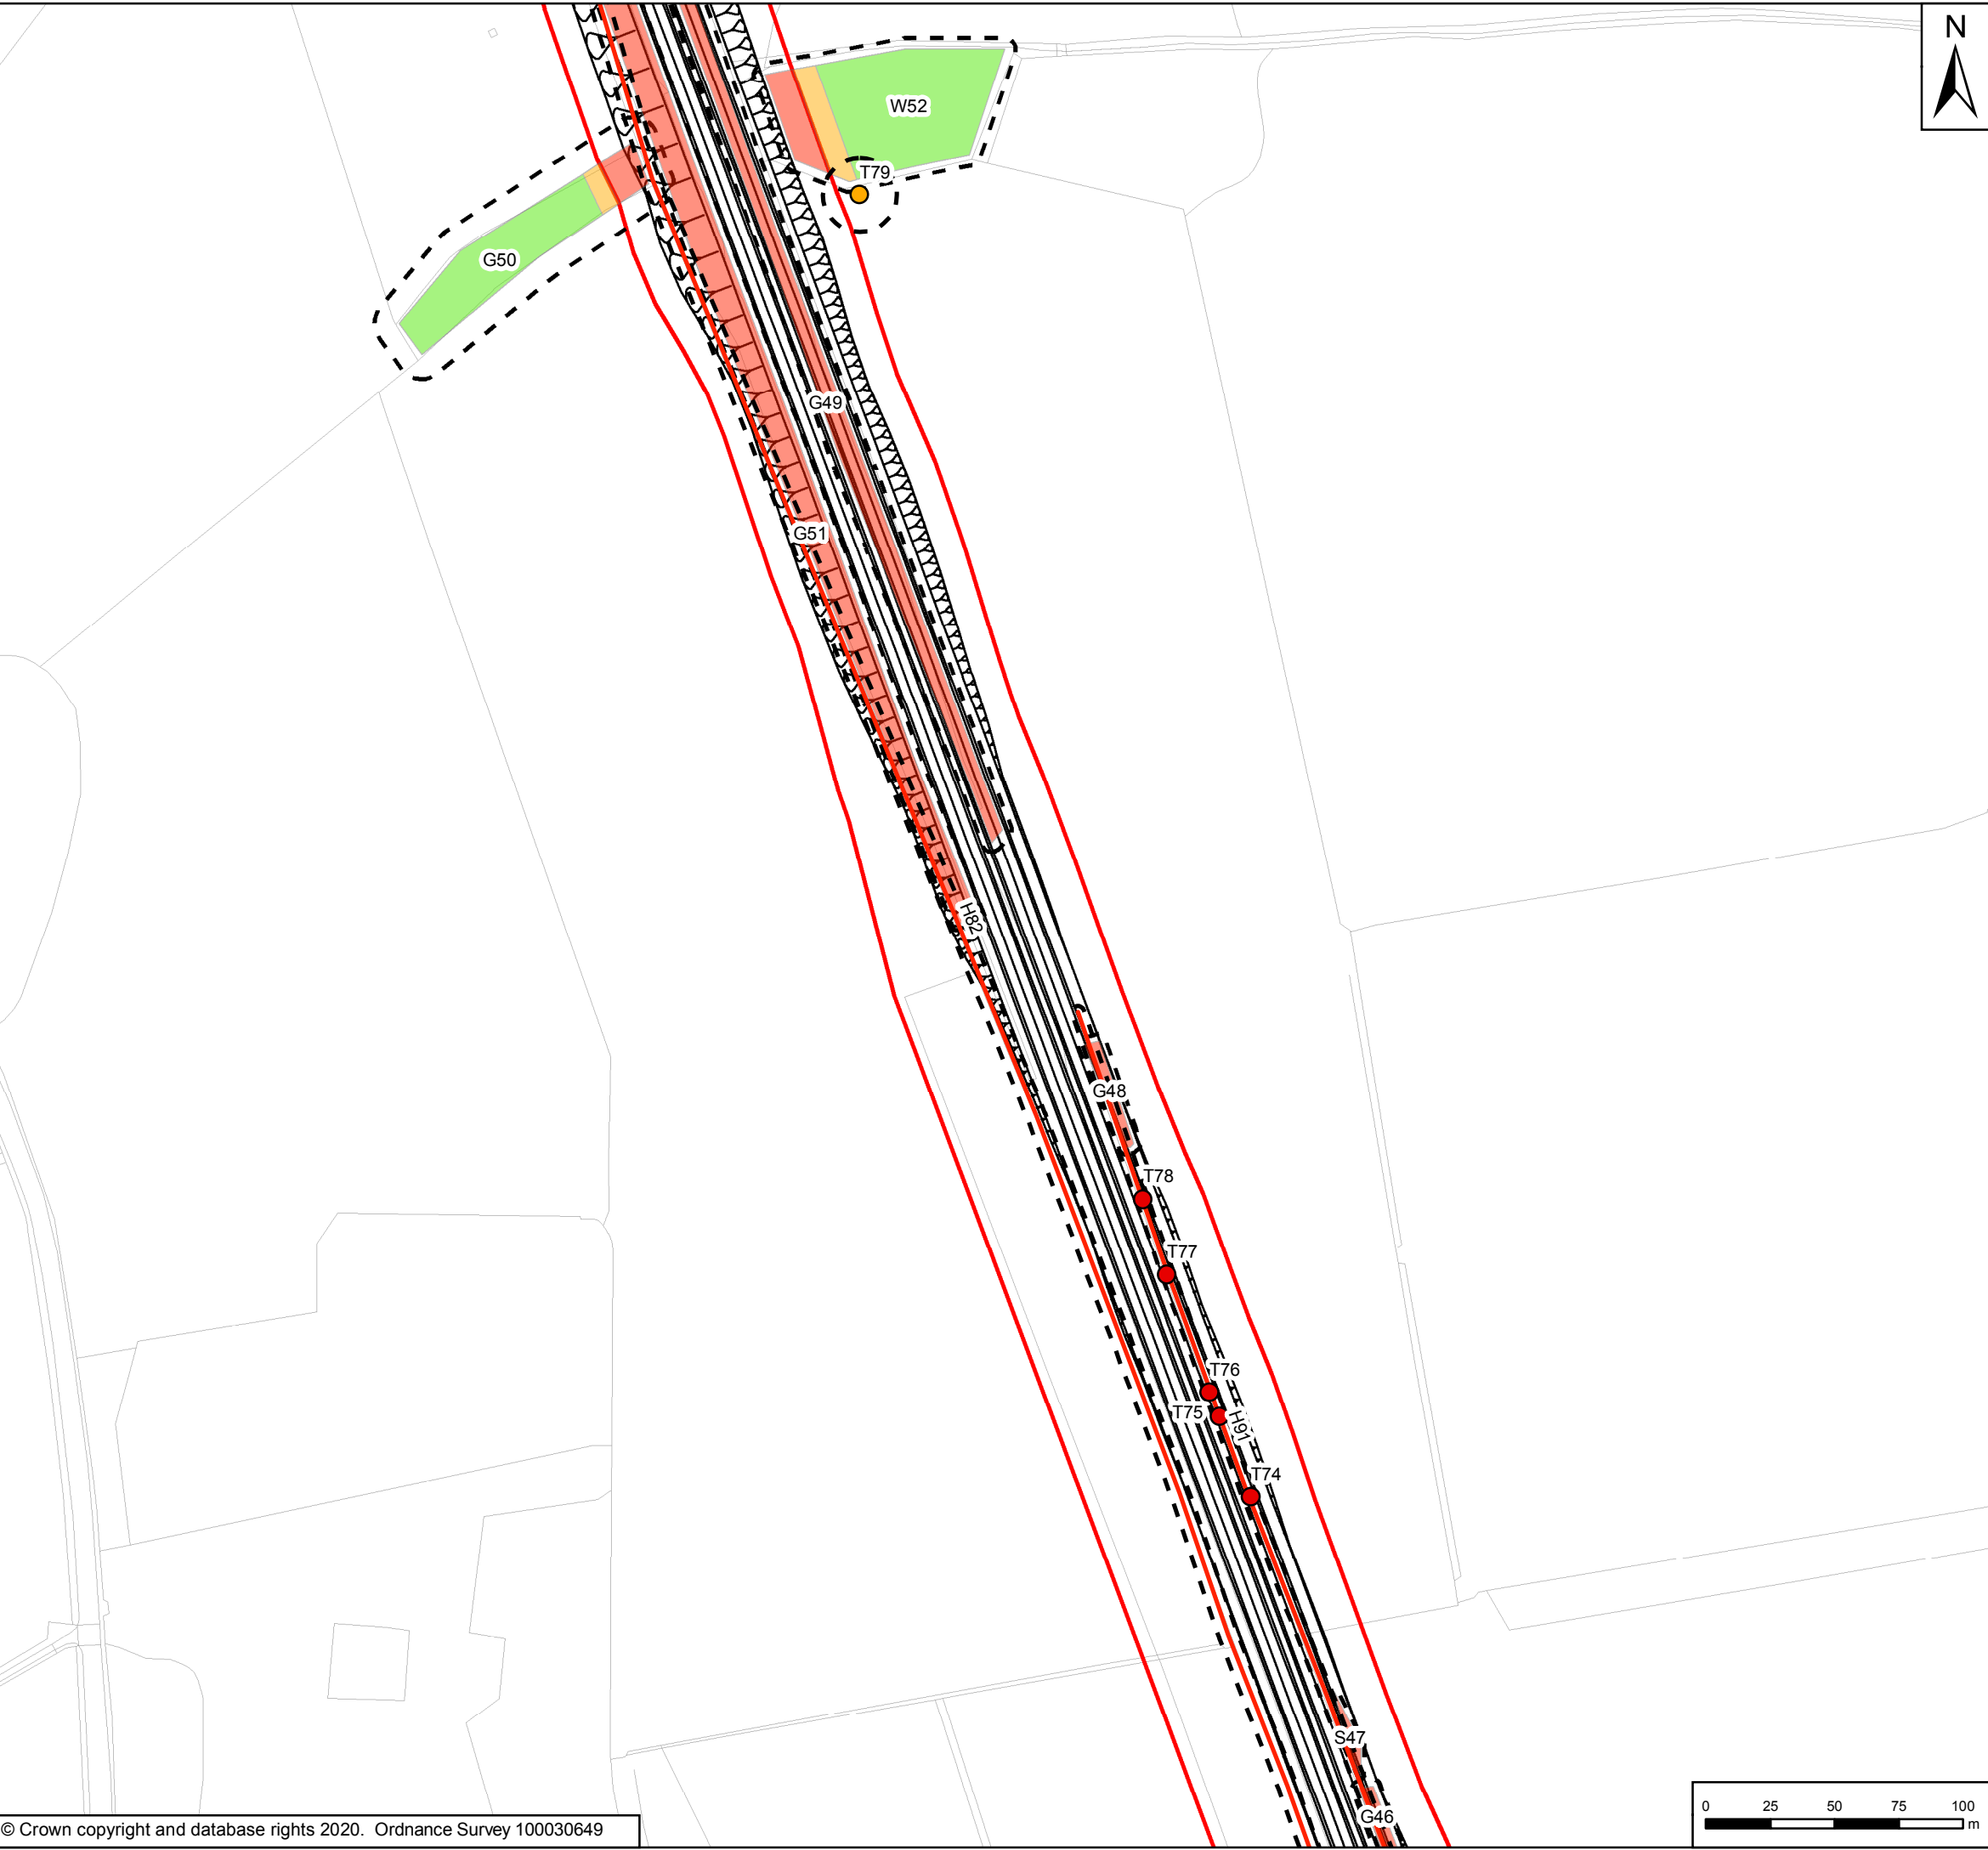 N
W52
T79
G50
G49
G51
H82
G48
T78
T77
T76
T75
H91
T74
S47
G46
0 25 50 75 100
m
© Crown copyright and database rights 2020. Ordnance Survey 100030649